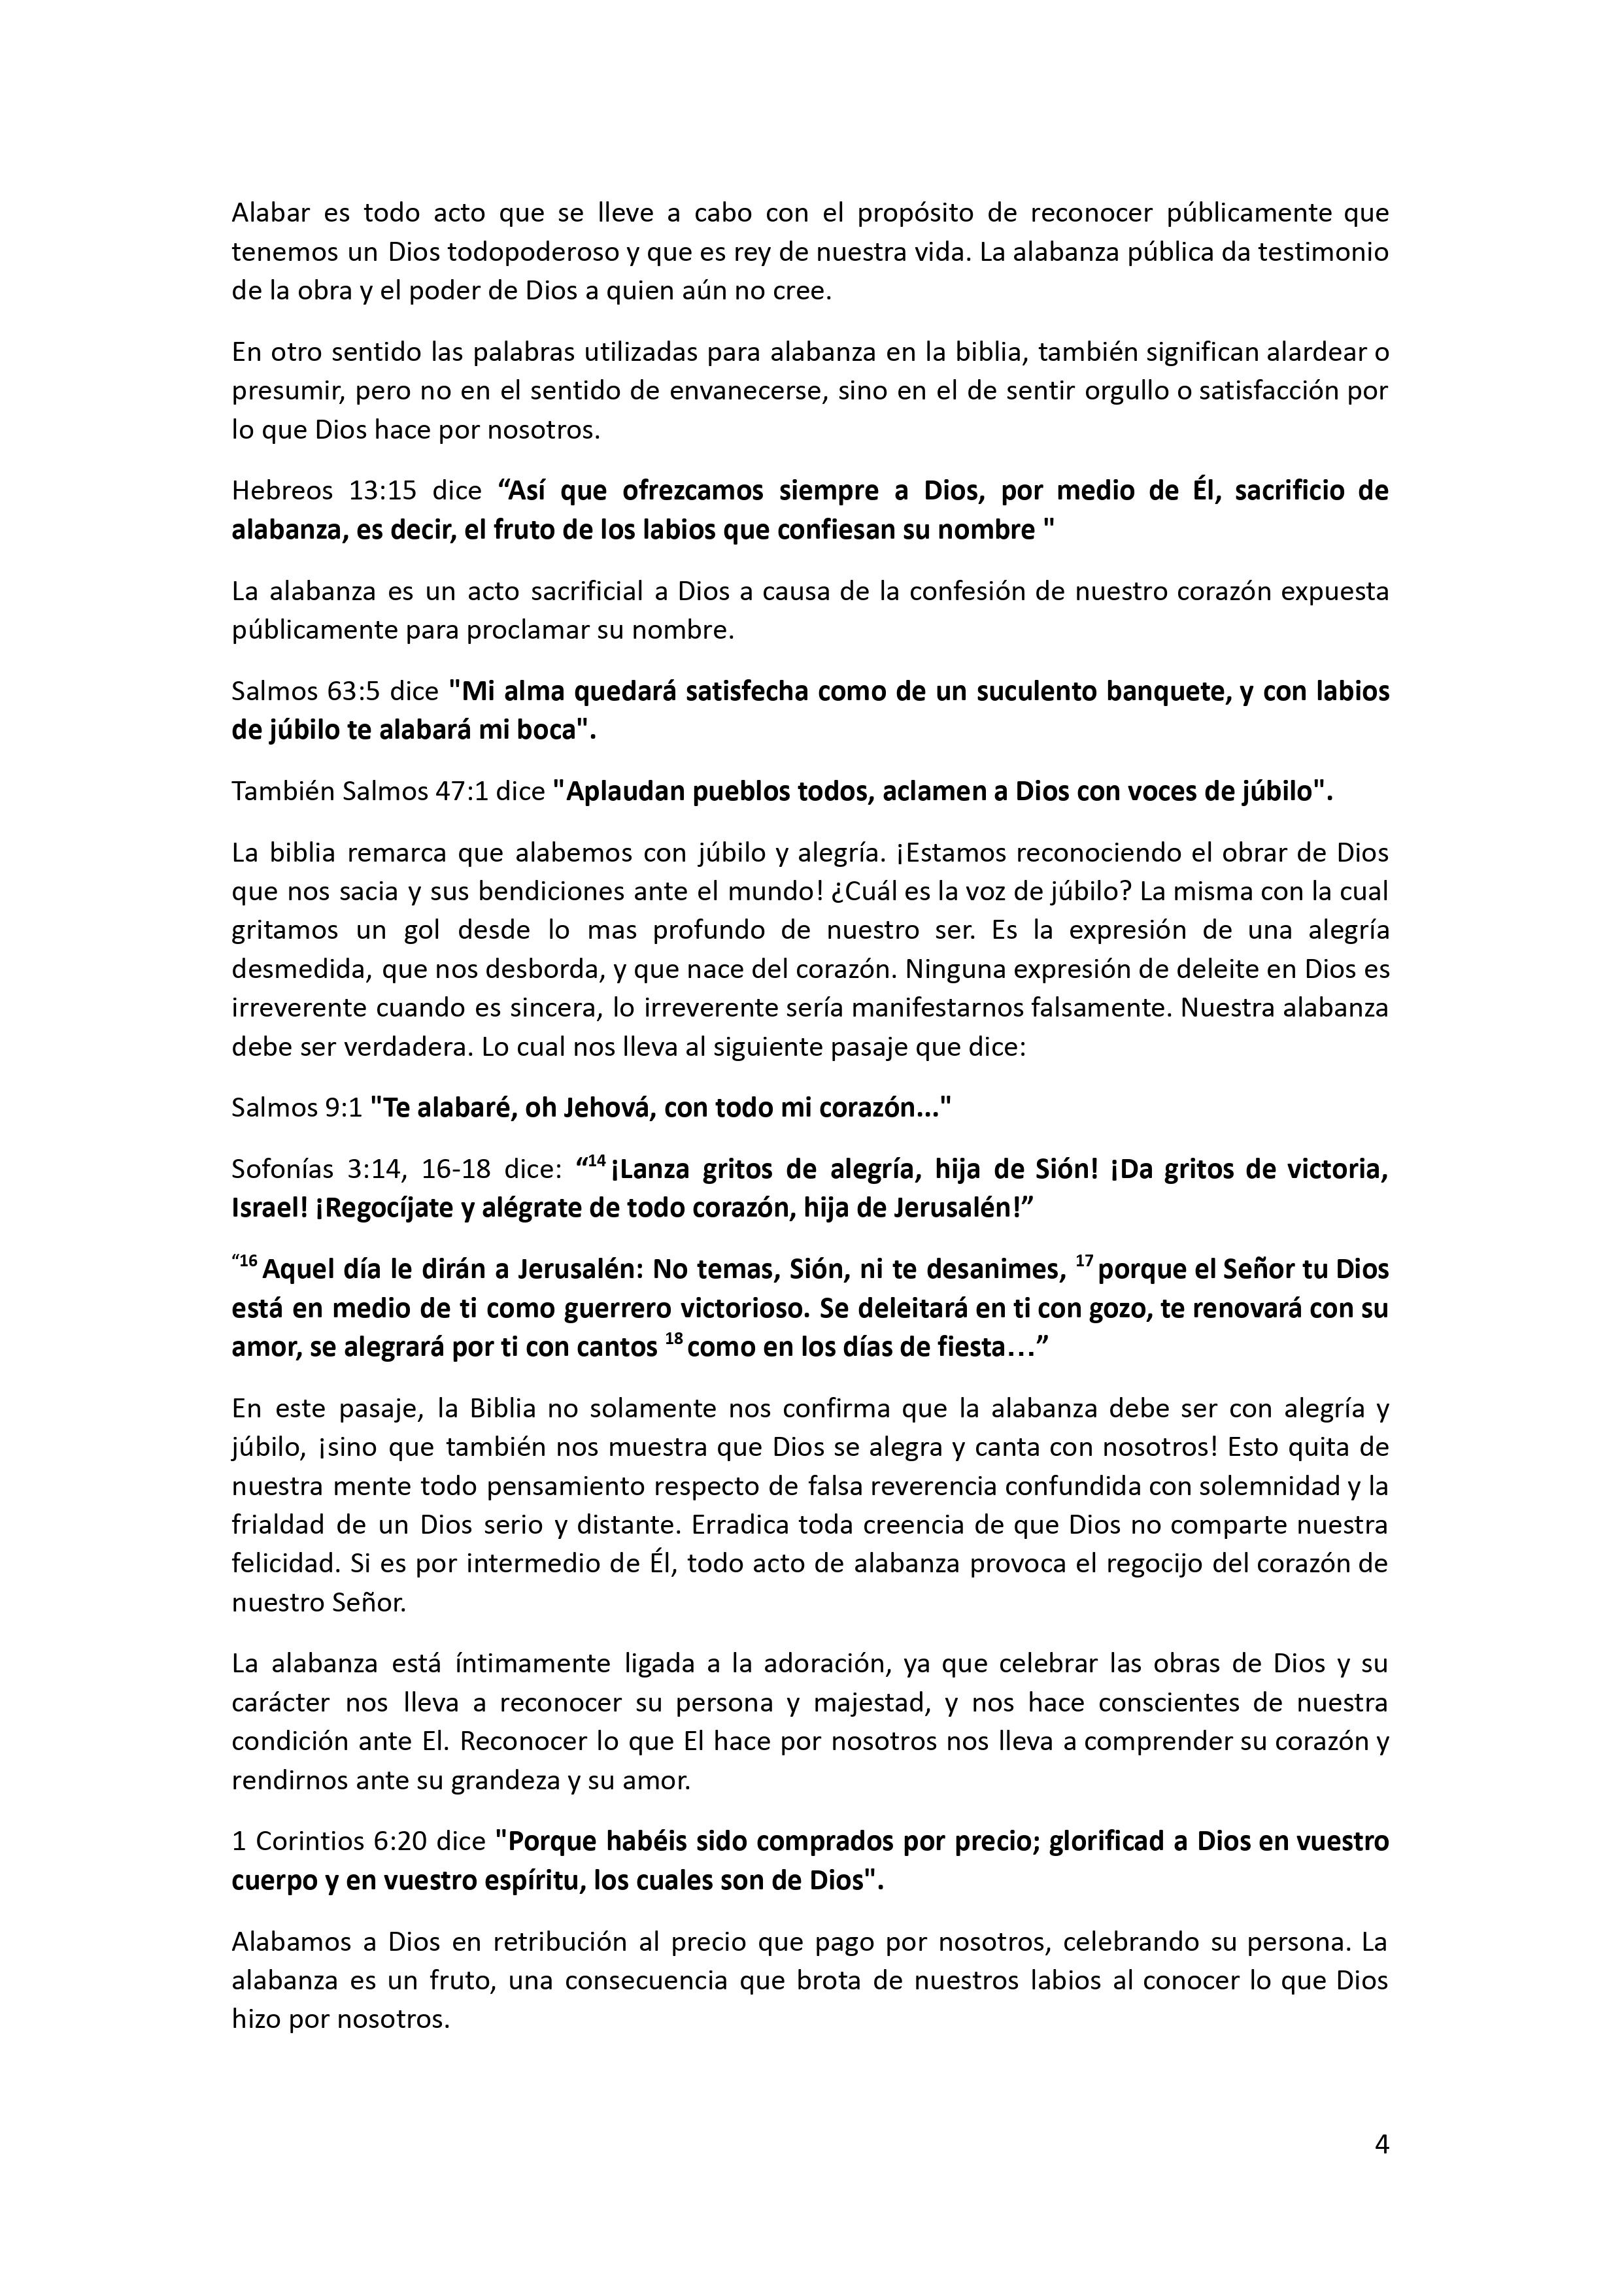 Alabar es todo acto que se lleve a cabo con el propósito de reconocer públicamente que
tenemos un Dios todopoderoso y que es rey de nuestra vida. La alabanza pública da testimonio
de la obra y el poder de Dios a quien aún no cree.
En otro sentido las palabras utilizadas para alabanza en la biblia, también significan alardear o
presumir, pero no en el sentido de envanecerse, sino en el de sentir orgullo o satisfacción por
lo que Dios hace por nosotros.
Hebreos 13:15 dice “Así que ofrezcamos siempre a Dios, por medio de Él, sacrificio de
alabanza, es decir, el fruto de los labios que confiesan su nombre "
La alabanza es un acto sacrificial a Dios a causa de la confesión de nuestro corazón expuesta
públicamente para proclamar su nombre.
Salmos 63:5 dice "Mi alma quedará satisfecha como de un suculento banquete, y con labios
de júbilo te alabará mi boca".
También Salmos 47:1 dice "Aplaudan pueblos todos, aclamen a Dios con voces de júbilo".
La biblia remarca que alabemos con júbilo y alegría. ¡Estamos reconociendo el obrar de Dios
que nos sacia y sus bendiciones ante el mundo! ¿Cuál es la voz de júbilo? La misma con la cual
gritamos un gol desde lo mas profundo de nuestro ser. Es la expresión de una alegría
desmedida, que nos desborda, y que nace del corazón. Ninguna expresión de deleite en Dios es
irreverente cuando es sincera, lo irreverente sería manifestarnos falsamente. Nuestra alabanza
debe ser verdadera. Lo cual nos lleva al siguiente pasaje que dice:
Salmos 9:1 "Te alabaré, oh Jehová, con todo mi corazón..."
Sofonías 3:14, 16-18 dice: “14 ¡Lanza gritos de alegría, hija de Sión! ¡Da gritos de victoria,
Israel! ¡Regocíjate y alégrate de todo corazón, hija de Jerusalén!”
“16 Aquel día le dirán a Jerusalén: No temas, Sión, ni te desanimes, 17 porque el Señor tu Dios
está en medio de ti como guerrero victorioso. Se deleitará en ti con gozo, te renovará con su
amor, se alegrará por ti con cantos 18 como en los días de fiesta…”
En este pasaje, la Biblia no solamente nos confirma que la alabanza debe ser con alegría y
júbilo, ¡sino que también nos muestra que Dios se alegra y canta con nosotros! Esto quita de
nuestra mente todo pensamiento respecto de falsa reverencia confundida con solemnidad y la
frialdad de un Dios serio y distante. Erradica toda creencia de que Dios no comparte nuestra
felicidad. Si es por intermedio de Él, todo acto de alabanza provoca el regocijo del corazón de
nuestro Señor.
La alabanza está íntimamente ligada a la adoración, ya que celebrar las obras de Dios y su
carácter nos lleva a reconocer su persona y majestad, y nos hace conscientes de nuestra
condición ante El. Reconocer lo que El hace por nosotros nos lleva a comprender su corazón y
rendirnos ante su grandeza y su amor.
1 Corintios 6:20 dice "Porque habéis sido comprados por precio; glorificad a Dios en vuestro
cuerpo y en vuestro espíritu, los cuales son de Dios".
Alabamos a Dios en retribución al precio que pago por nosotros, celebrando su persona. La
alabanza es un fruto, una consecuencia que brota de nuestros labios al conocer lo que Dios
hizo por nosotros.
4